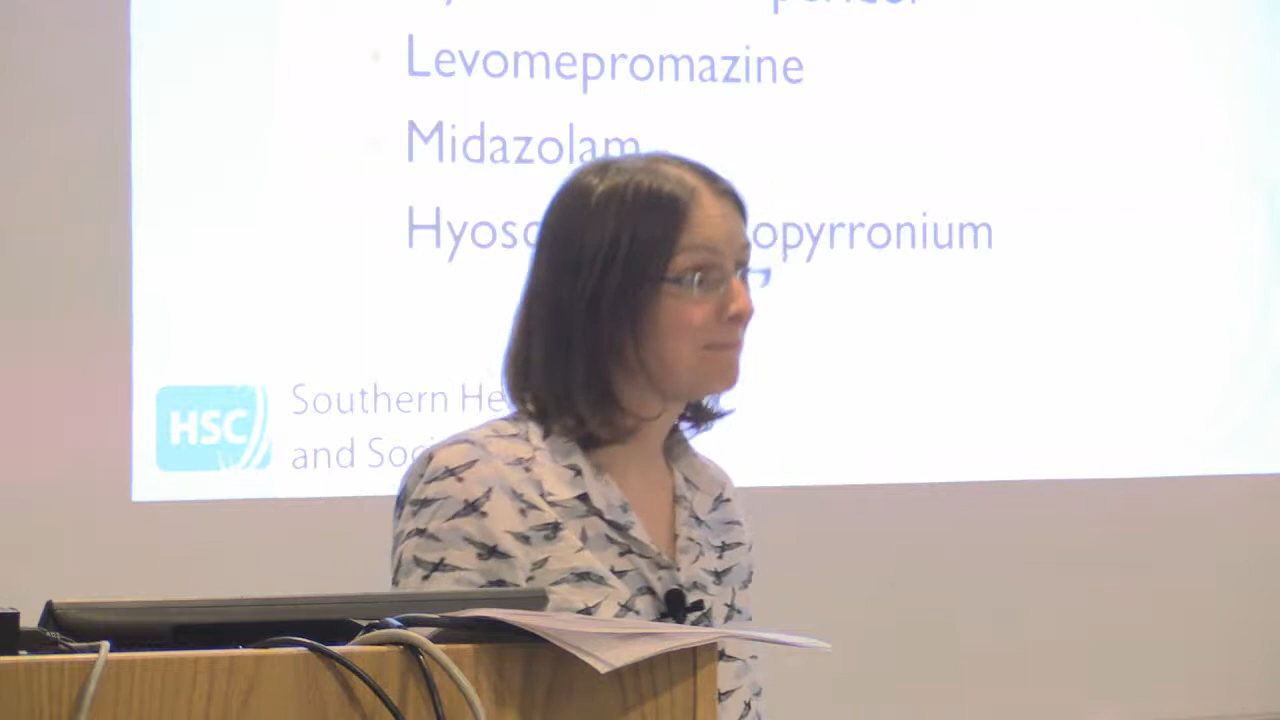 Levomepromazine
Midazolam
Hyosc opyrronium
HSC
Southern He
and Soc